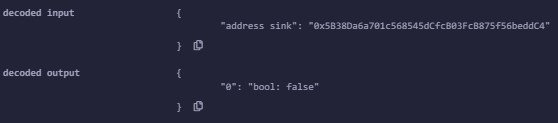 decoded input {
"address sink": "0x5B38Da6a701c568545dCfcB03FcB875f56beddC4"
}
decoded output {
"0": "bool: false"
}